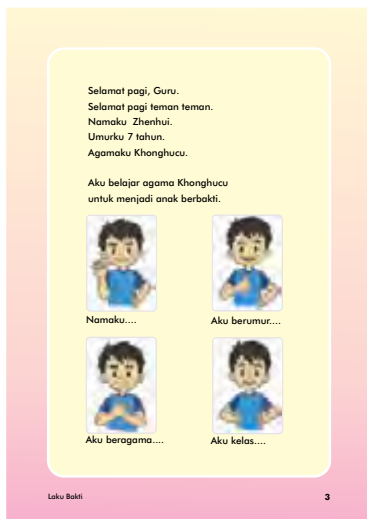 Selamat pagi, Guru.
Selamat pagi teman teman.
Namaku Zhenhui.
Umurku 7 tahun.
Agamaku Khonghucu.
Aku belajar agama Khonghucu
untuk menjadi anak berbakti.
Namaku....
Aku berumur....
Aku beragama....
Aku kelas....
Laku Bakti
3